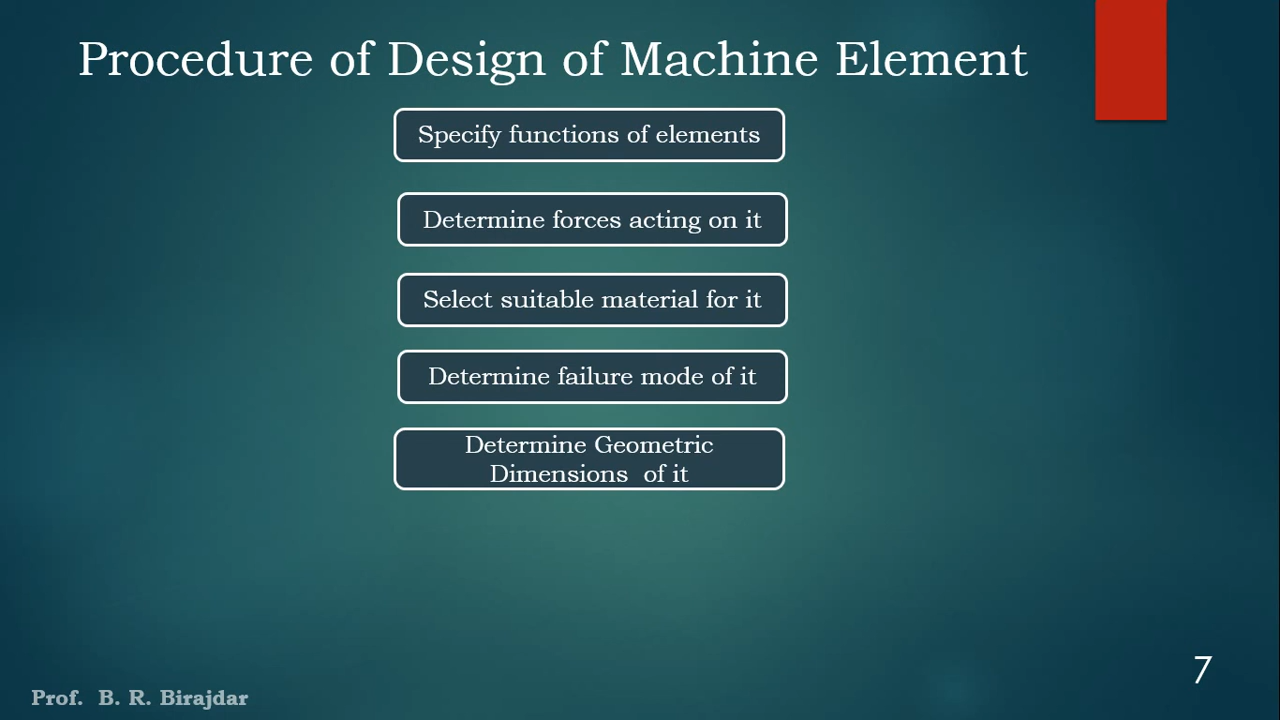 Procedure of Design of Machine Element
Specify functions of elements
Determine forces acting on it
Select suitable material for it
Determine failure mode of it
Determine Geometric
Dimensions  of it
7
Prof.  B. R. Birajdar